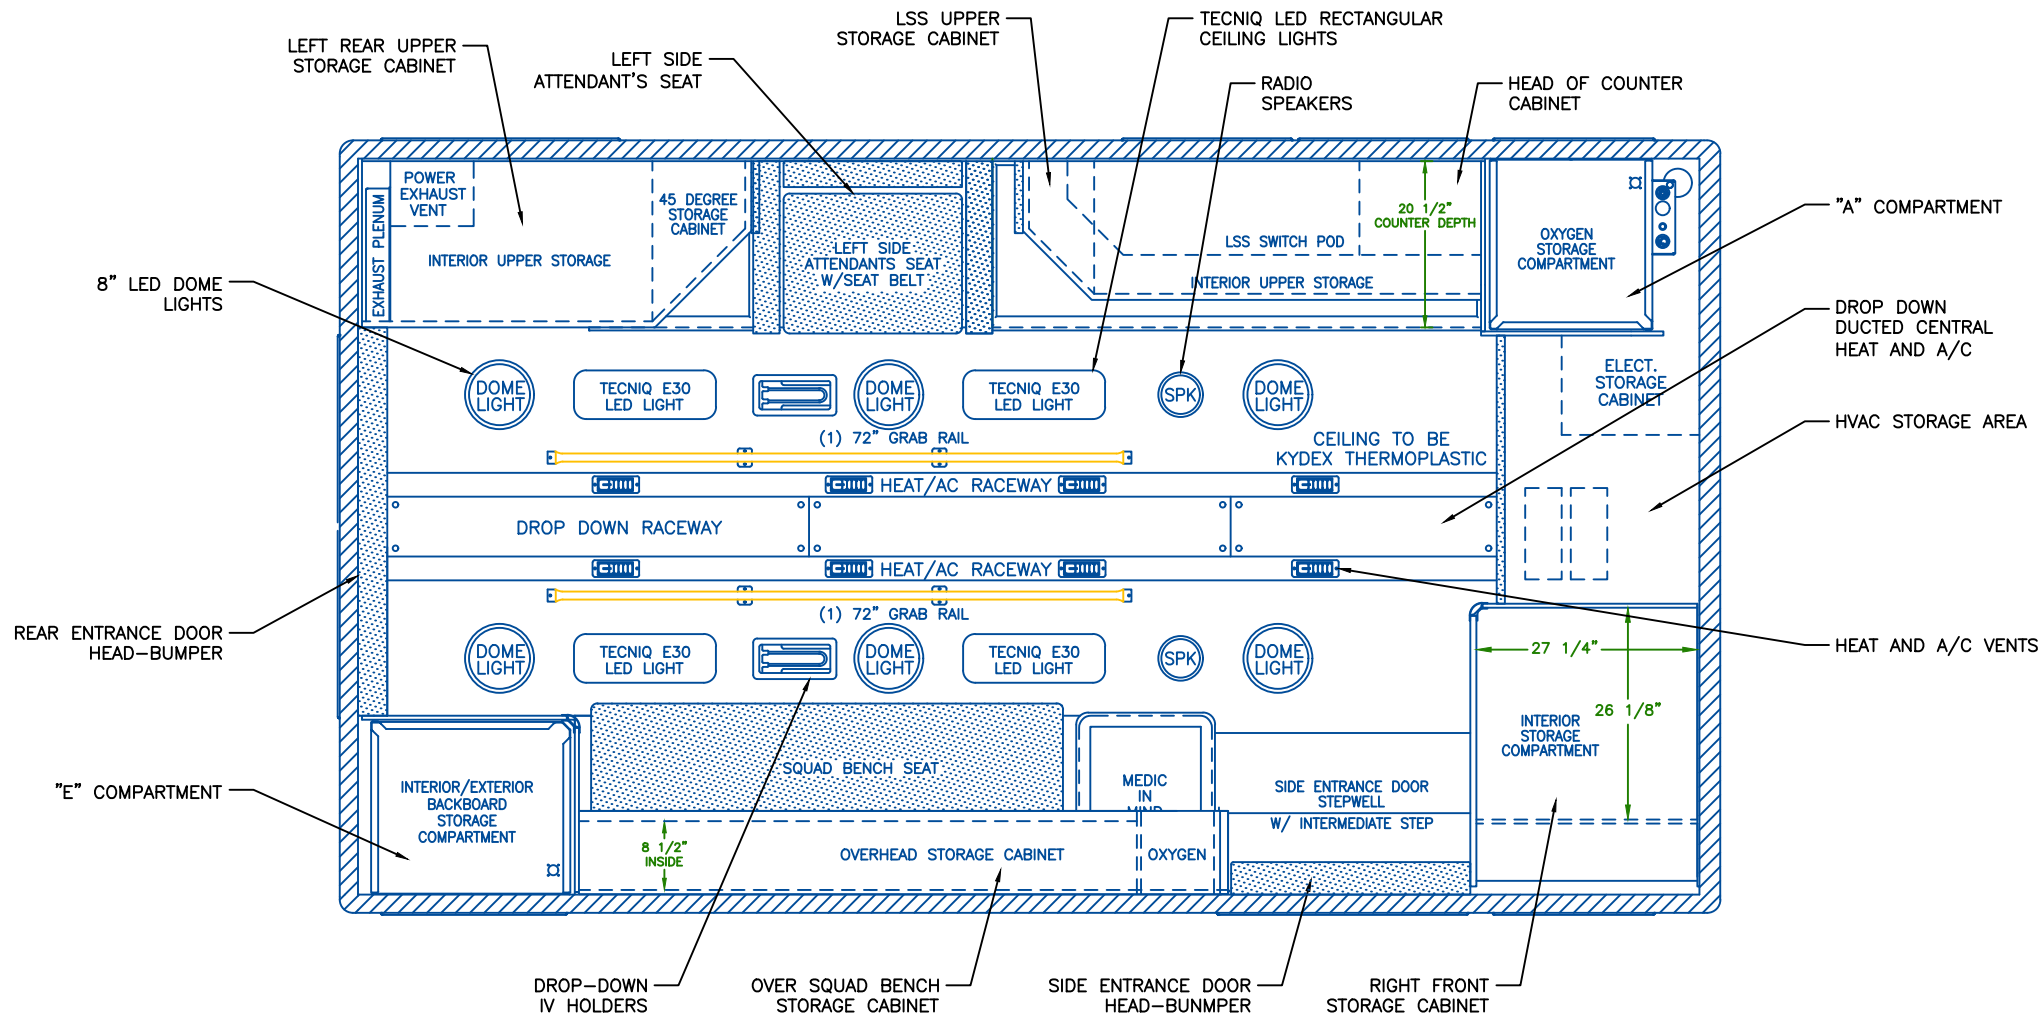 LEFT REAR UPPER
STORAGE CABINET
LEFT SIDE
ATTENDANT'S SEAT
LSS UPPER
STORAGE CABINET
TECNIQ LED RECTANGULAR
CEILING LIGHTS
RADIO
SPEAKERS
HEAD OF COUNTER
CABINET
"A" COMPARTMENT
DROP DOWN
DUCTED CENTRAL
HEAT AND A/C
HVAC STORAGE AREA
HEAT AND A/C VENTS
8" LED DOME
LIGHTS
REAR ENTRANCE DOOR
HEAD-BUMPER
"E" COMPARTMENT
POWER
EXHAUST
VENT
EXHAUST PLENUM
INTERIOR UPPER STORAGE
45 DEGREE
STORAGE
CABINET
LEFT SIDE
ATTENDANTS SEAT
W/SEAT BELT
LSS SWITCH POD
INTERIOR UPPER STORAGE
20 1/2"
COUNTER DEPTH
OXYGEN
STORAGE
COMPARTMENT
ELECT.
STORAGE
CABINET
DOME
LIGHT
TECNIQ E30
LED LIGHT
DOME
LIGHT
TECNIQ E30
LED LIGHT
SPK
DOME
LIGHT
(1) 72" GRAB RAIL
CEILING TO BE
KYDEX THERMOPLASTIC
HEAT/AC RACEWAY
DROP DOWN RACEWAY
HEAT/AC RACEWAY
(1) 72" GRAB RAIL
DOME
LIGHT
TECNIQ E30
LED LIGHT
DOME
LIGHT
TECNIQ E30
LED LIGHT
SPK
DOME
LIGHT
27 1/4"
26 1/8"
INTERIOR
STORAGE
COMPARTMENT
SQUAD BENCH SEAT
MEDIC
IN
MIND
SIDE ENTRANCE DOOR
STEPWELL
W/ INTERMEDIATE STEP
INTERIOR/EXTERIOR
BACKBOARD
STORAGE
COMPARTMENT
8 1/2"
INSIDE
OVERHEAD STORAGE CABINET
OXYGEN
DROP-DOWN
IV HOLDERS
OVER SQUAD BENCH
STORAGE CABINET
SIDE ENTRANCE DOOR
HEAD-BUNMPER
RIGHT FRONT
STORAGE CABINET